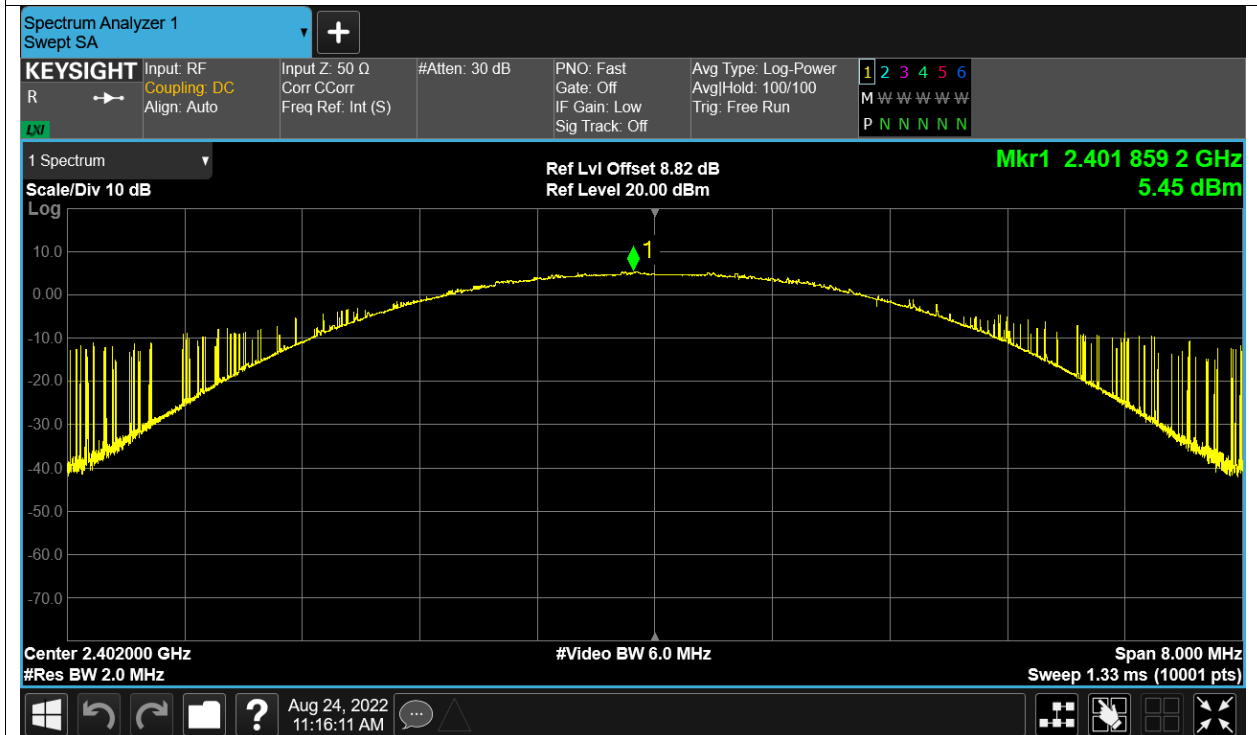 Spectrum Analyzer 1
Swept SA
+
KEYSIGHT
R
LXI
Input: RF
Coupling: DC
Align: Auto
Input Z: 50 Ω
Corr CCorr
Freq Ref: Int (S)
#Atten: 30 dB
PNO: Fast
Gate: Off
IF Gain: Low
Sig Track: Off
Avg Type: Log-Power
Avg|Hold: 100/100
Trig: Free Run
1 2 3 4 5 6
M W W W W W
P N N N N N
1 Spectrum
Scale/Div 10 dB
Log
Ref Lvl Offset 8.82 dB
Ref Level 20.00 dBm
Mkr1 2.401 859 2 GHz
5.45 dBm
1
10.0
0.00
-10.0
-20.0
-30.0
-40.0
-50.0
-60.0
-70.0
Center 2.402000 GHz
#Res BW 2.0 MHz
#Video BW 6.0 MHz
Span 8.000 MHz
Sweep 1.33 ms (10001 pts)
?
Aug 24, 2022
11:16:11 AM